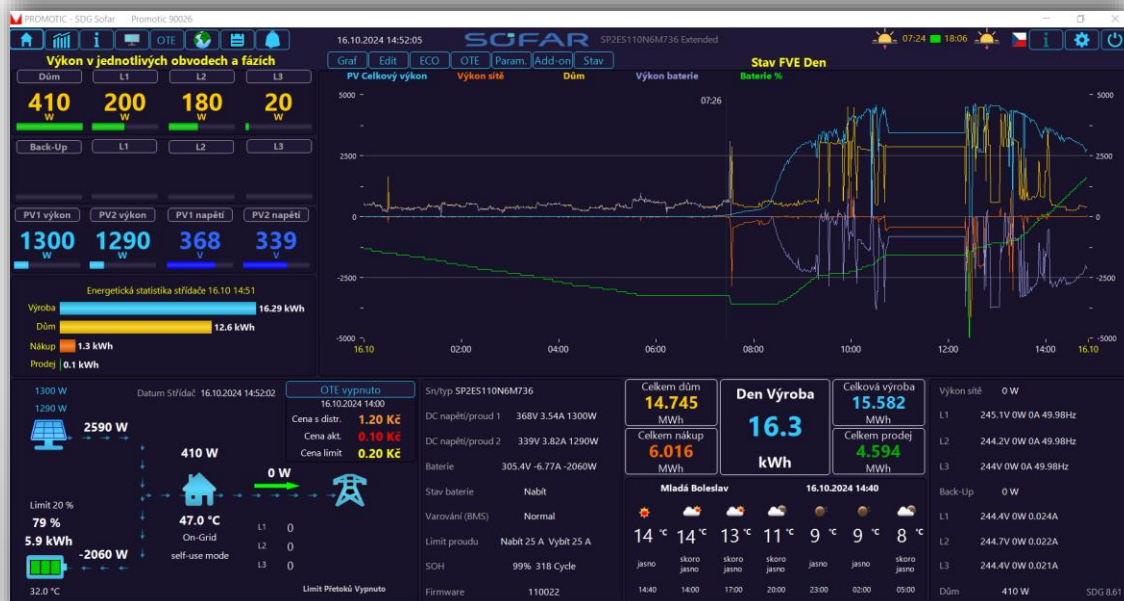 PROMOTIC - SDG Sofar Promotic 90026
OTE
16.10.2024 14:52:05
SOFAR
SP2ES110N6M736 Extended
07:24 18:06
Výkon v jednotlivých obvodech a fázích
Dům L1 L2 L3
410 200 180 20
W W W W
Back-Up L1 L2 L3
PV1 výkon PV2 výkon PV1 napětí PV2 napětí
1300 1290 368 339
W W V V
Energetická statistika střídače 16.10 14:51
Výroba 16.29 kWh
Dům 12.6 kWh
Nákup 1.3 kWh
Prodej 0.1 kWh
Graf Edit ECO OTE Param. Add-on Stav
Stav FVE Den
PV Celkový výkon Výkon sítě Dům Výkon baterie Baterie %
07:26
5000 5000
2500 2500
0 0
-2500 -2500
-5000 -5000
16.10 02:00 04:00 06:00 08:00 10:00 12:00 14:00 16.10
1300 W
1290 W
Datum Střídač 16.10.2024 14:52:02
2590 W
410 W
0 W
47.0 °C
On-Grid
self-use mode
Limit 20 %
79 %
5.9 kWh
-2060 W
32.0 °C
L1 0
L2 0
L3 0
Limit Přetoků Vypnuto
OTE vypnuto
16.10.2024 14:00
Cena s distr. 1.20 Kč
Cena akt. 0.10 Kč
Cena limit 0.20 Kč
Sn/typ SP2ES110N6M736
DC napětí/proud 1 368V 3.54A 1300W
DC napětí/proud 2 339V 3.82A 1290W
Baterie 305.4V -6.77A -2060W
Stav baterie Nabít
Varování (BMS) Normal
Limit proudu Nabít 25 A Vybít 25 A
SOH 99% 318 Cycle
Firmware 110022
Celkem dům
14.745
MWh
Celkem nákup
6.016
MWh
Den Výroba
16.3
kWh
Celková výroba
15.582
MWh
Celkem prodej
4.594
MWh
Mladá Boleslav 16.10.2024 14:40
14 °C 14 °C 13 °C 11 °C 9 °C 9 °C 8 °C
jasno skoro jasno skoro jasno skoro jasno jasno jasno skoro jasno
14:40 14:00 17:00 20:00 23:00 02:00 05:00
Výkon sítě 0 W
L1 245.1V 0W 0A 49.98Hz
L2 244.2V 0W 0A 49.98Hz
L3 244V 0W 0A 49.98Hz
Back-Up 0 W
L1 244.4V 0W 0.024A
L2 244.7V 0W 0.022A
L3 244.4V 0W 0.021A
Dům 410 W SDG 8.61